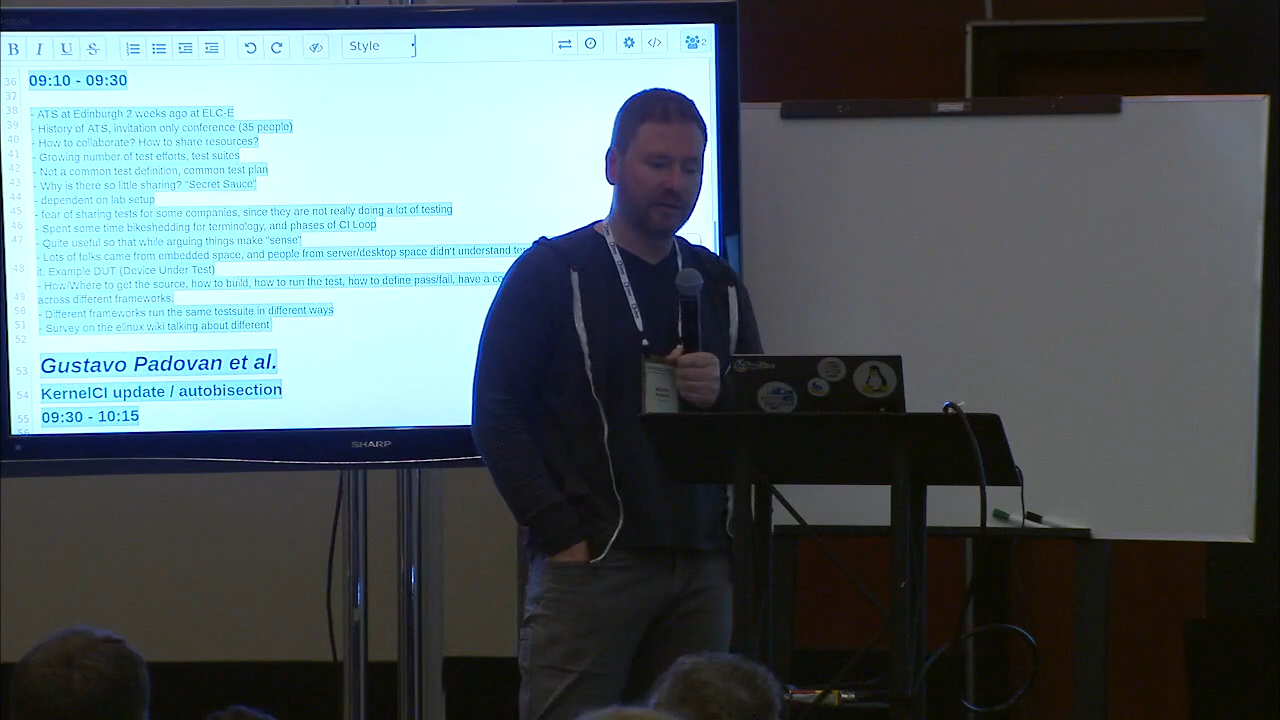 B I U S Style 2
36 09:10 - 09:30
37
38 - ATS at Edinburgh 2 weeks ago at ELC-E
39 - History of ATS, invitation only conference (35 people)
40 - How to collaborate? How to share resources?
41 - Growing number of test efforts, test suites
42 - Not a common test definition, common test plan
43 - Why is there so little sharing? "Secret Sauce"
44 - dependent on lab setup
45 - fear of sharing tests for some companies, since they are not really doing a lot of testing
46 - Spent some time bikeshedding for terminology, and phases of CI Loop
47 - Quite useful so that while arguing things make "sense"
- Lots of folks came from embedded space, and people from server/desktop space didn't understand
48 it. Example DUT (Device Under Test)
- How/Where to get the source, how to build, how to run the test, how to define pass/fail, have a
49 across different frameworks.
50 - Different frameworks run the same testsuite in different ways
51 - Survey on the elinux wiki talking about different
52
53 Gustavo Padovan et al.
54 KernelCI update / autobisection
55 09:30 - 10:15
SHARP